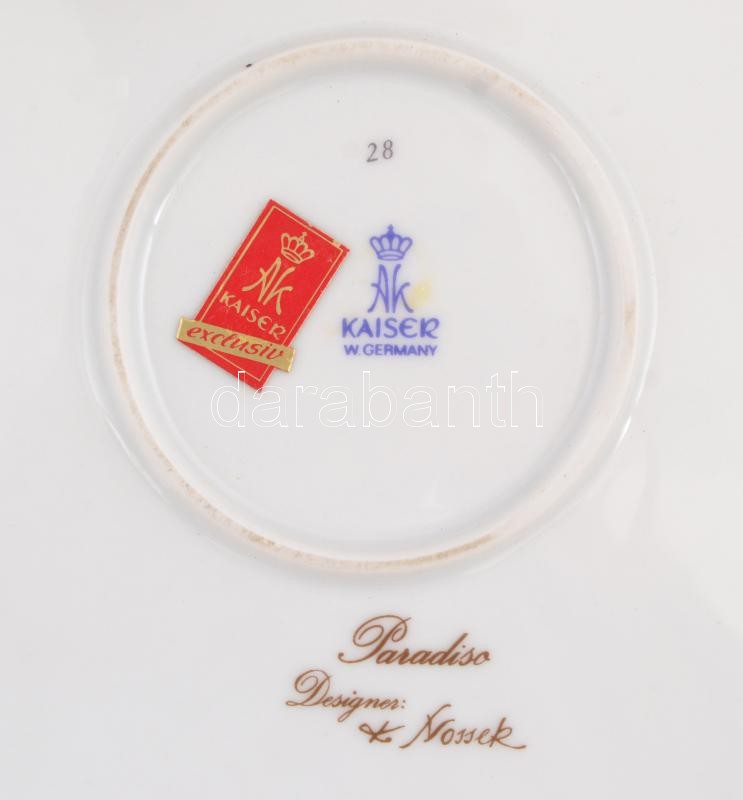 28
AK
KAISER
exclusiv
AK
KAISER
W. GERMANY
darabanth
Paradiso
Designer:
K Nossek